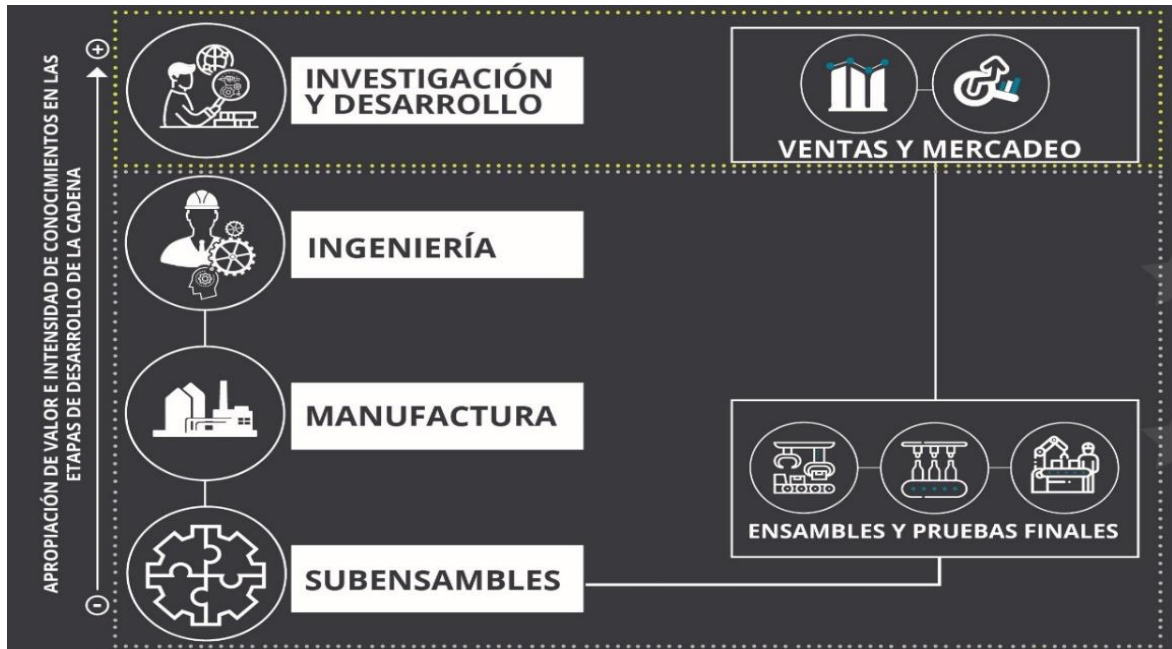 APROPIACIÓN DE VALOR E INTENSIDAD DE CONOCIMIENTOS EN LAS
ETAPAS DE DESARROLLO DE LA CADENA
+
-
INVESTIGACIÓN
Y DESARROLLO
VENTAS Y MERCADEO
INGENIERÍA
MANUFACTURA
ENSAMBLES Y PRUEBAS FINALES
SUBENSAMBLES